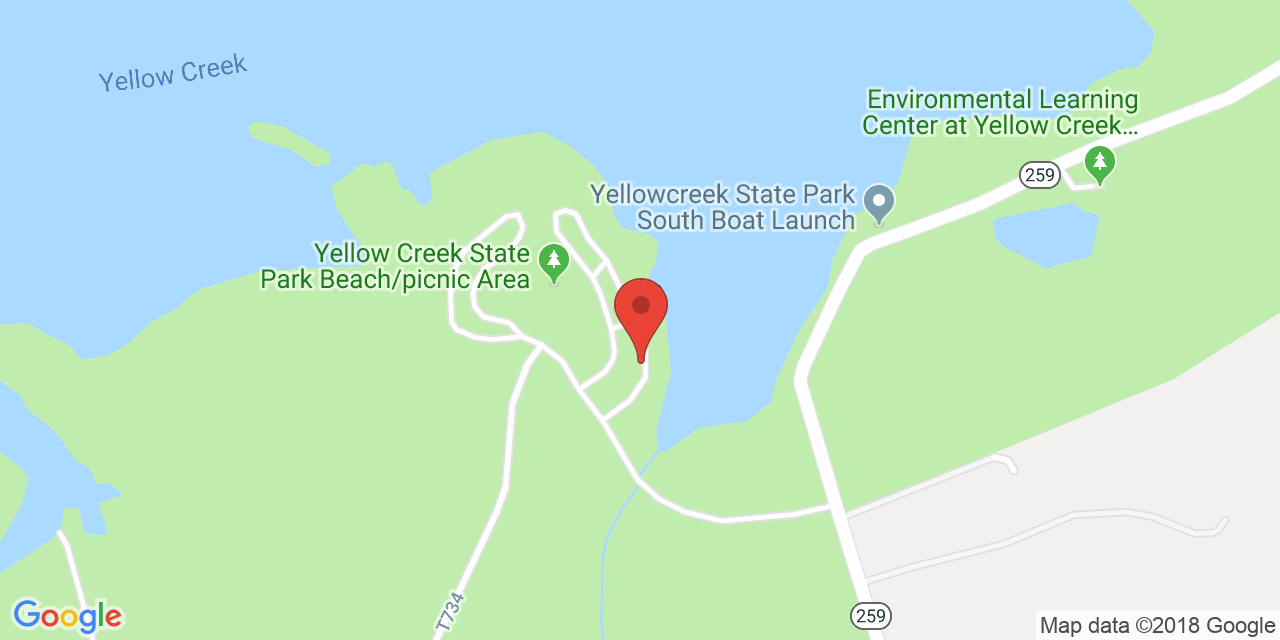 Yellow Creek
Environmental Learning
Center at Yellow Creek…
259
Yellowcreek State Park
South Boat Launch
Yellow Creek State
Park Beach/picnic Area
T734
259
Google
Map data ©2018 Google